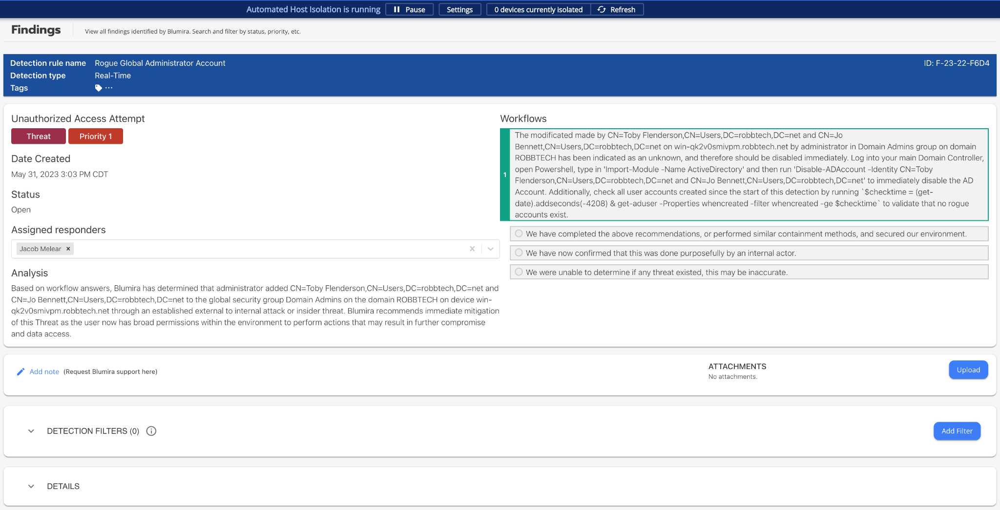 Automated Host Isolation is running
Pause
Settings
0 devices currently isolated
Refresh
Findings
View all findings identified by Blumira. Search and filter by status, priority, etc.
Detection rule name Rogue Global Administrator Account
ID: F-23-22-F6D4
Detection type Real-Time
Tags ...
Unauthorized Access Attempt
Threat
Priority 1
Date Created
May 31, 2023 3:03 PM CDT
Status
Open
Assigned responders
Jacob Melear ×
Analysis
Based on workflow answers, Blumira has determined that administrator added CN=Toby Flenderson,CN=Users,DC=robbtech,DC=net and
CN=Jo Bennett,CN=Users,DC=robbtech,DC=net to the global security group Domain Admins on the domain ROBBTECH on device win-
qk2v0smivpm.robbtech.net through an established external to internal attack or insider threat. Blumira recommends immediate mitigation
of this Threat as the user now has broad permissions within the environment to perform actions that may result in further compromise
and data access.
Workflows
1
The modificated made by CN=Toby Flenderson,CN=Users,DC=robbtech,DC=net and CN=Jo
Bennett,CN=Users,DC=robbtech,DC=net on win-qk2v0smivpm.robbtech.net by administrator in Domain Admins group on domain
ROBBTECH has been indicated as an unknown, and therefore should be disabled immediately. Log into your main Domain Controller,
open Powershell, type in 'Import-Module -Name ActiveDirectory' and then run 'Disable-ADAccount -Identity CN=Toby
Flenderson,CN=Users,DC=robbtech,DC=net and CN=Jo Bennett,CN=Users,DC=robbtech,DC=net' to immediately disable the AD
Account. Additionally, check all user accounts created since the start of this detection by running `$checktime = (get-
date).addseconds(-4208) & get-aduser -Properties whencreated -filter whencreated -ge $checktime` to validate that no rogue
accounts exist.
We have completed the above recommendations, or performed similar containment methods, and secured our environment.
We have now confirmed that this was done purposefully by an internal actor.
We were unable to determine if any threat existed, this may be inaccurate.
Add note (Request Blumira support here)
ATTACHMENTS
No attachments.
Upload
DETECTION FILTERS (0)
Add Filter
DETAILS